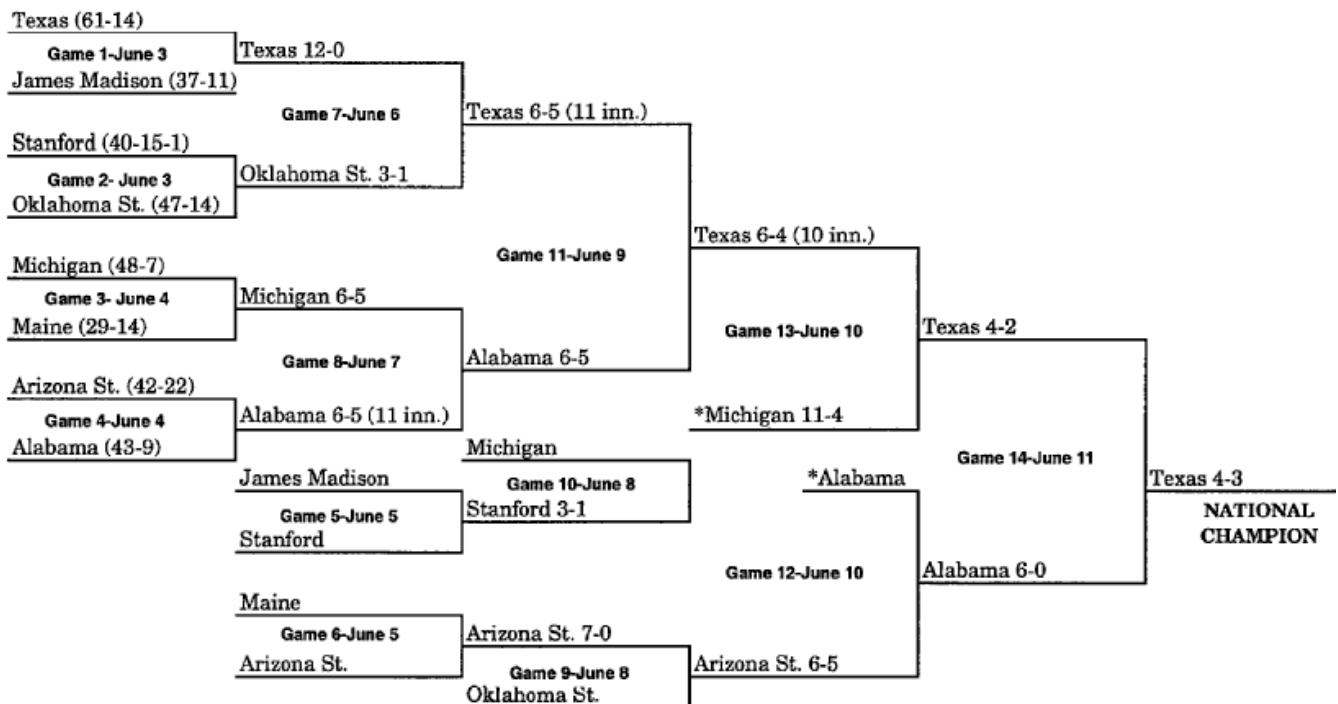 Texas (61-14)
Game 1-June 3
Texas 12-0
James Madison (37-11)
Game 7-June 6
Texas 6-5 (11 inn.)
Stanford (40-15-1)
Game 2- June 3
Oklahoma St. 3-1
Oklahoma St. (47-14)
Texas 6-4 (10 inn.)
Game 11-June 9
Michigan (48-7)
Game 3- June 4
Michigan 6-5
Maine (29-14)
Game 13-June 10
Texas 4-2
Game 8-June 7
Alabama 6-5
Arizona St. (42-22)
Game 4-June 4
Alabama 6-5 (11 inn.)
*Michigan 11-4
Alabama (43-9)
Michigan
Game 14-June 11
James Madison
Game 10-June 8
*Alabama
Texas 4-3
Game 5-June 5
Stanford 3-1
NATIONAL
CHAMPION
Stanford
Game 12-June 10
Alabama 6-0
Maine
Game 6-June 5
Arizona St. 7-0
Arizona St.
Game 9-June 8
Arizona St. 6-5
Oklahoma St.